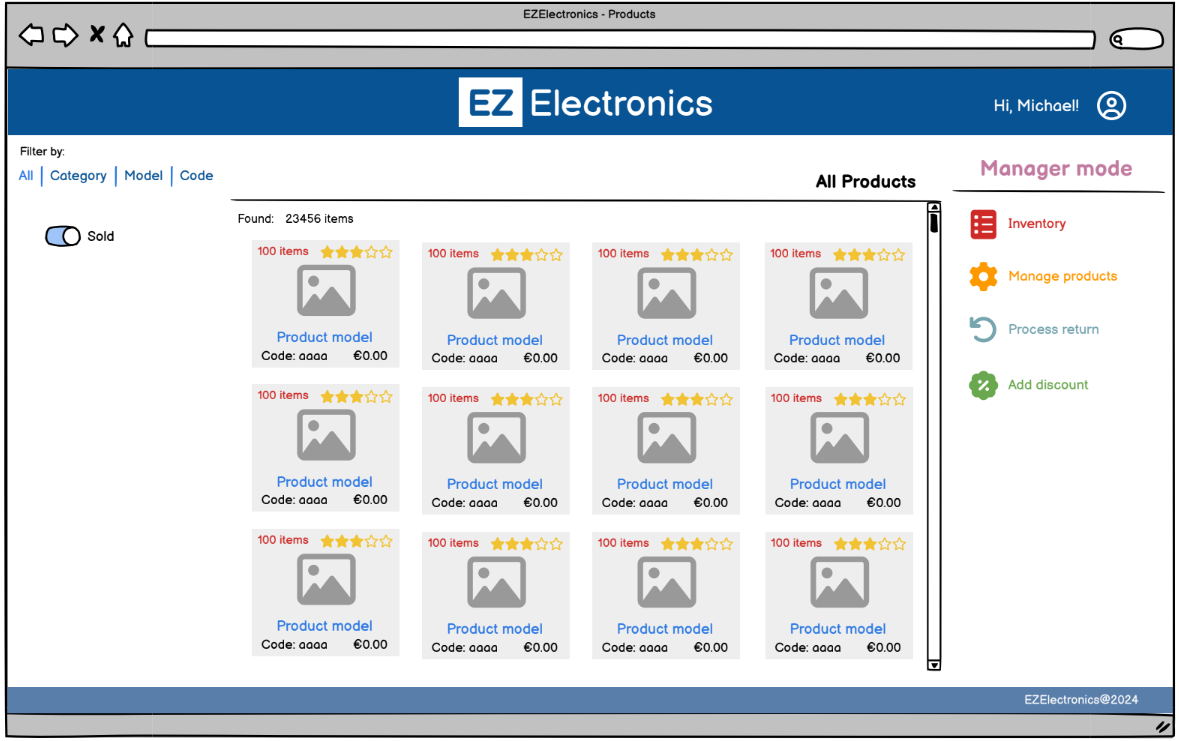 EZElectronics - Products
EZ Electronics
Hi, Michael!
Filter by:
All | Category | Model | Code
Sold
All Products
Found: 23456 items
100 items
Product model
Code: aaaa €0.00
100 items
Product model
Code: aaaa €0.00
100 items
Product model
Code: aaaa €0.00
100 items
Product model
Code: aaaa €0.00
100 items
Product model
Code: aaaa €0.00
100 items
Product model
Code: aaaa €0.00
100 items
Product model
Code: aaaa €0.00
100 items
Product model
Code: aaaa €0.00
100 items
Product model
Code: aaaa €0.00
100 items
Product model
Code: aaaa €0.00
100 items
Product model
Code: aaaa €0.00
100 items
Product model
Code: aaaa €0.00
Manager mode
Inventory
Manage products
Process return
Add discount
EZElectronics@2024